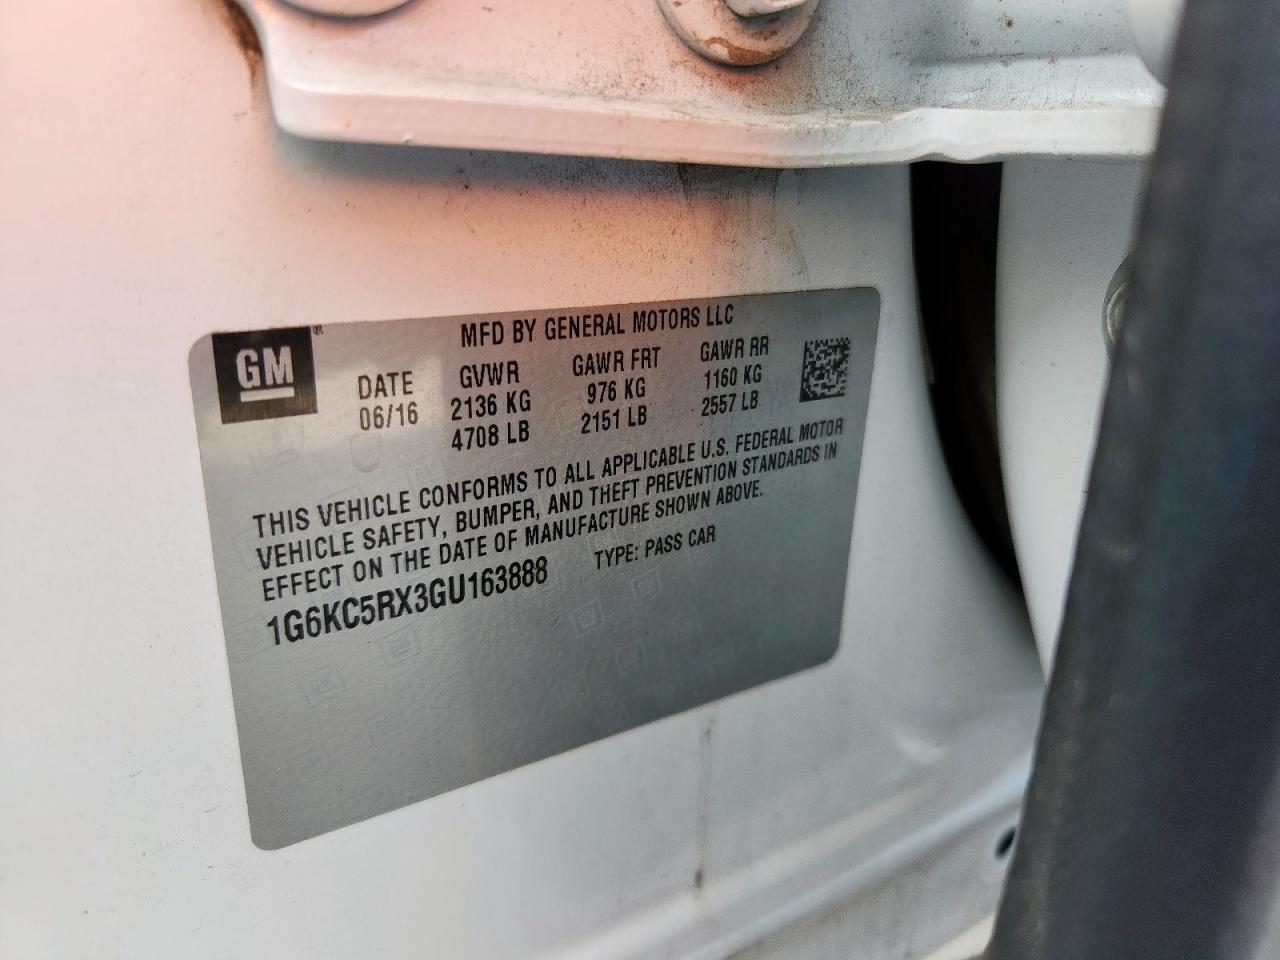 GM®
MFD BY GENERAL MOTORS LLC
DATE GVWR GAWR FRT GAWR RR
06/16 2136 KG 976 KG 1160 KG
4708 LB 2151 LB 2557 LB
THIS VEHICLE CONFORMS TO ALL APPLICABLE U.S. FEDERAL MOTOR
VEHICLE SAFETY, BUMPER, AND THEFT PREVENTION STANDARDS IN
EFFECT ON THE DATE OF MANUFACTURE SHOWN ABOVE.
1G6KC5RX3GU163888 TYPE: PASS CAR